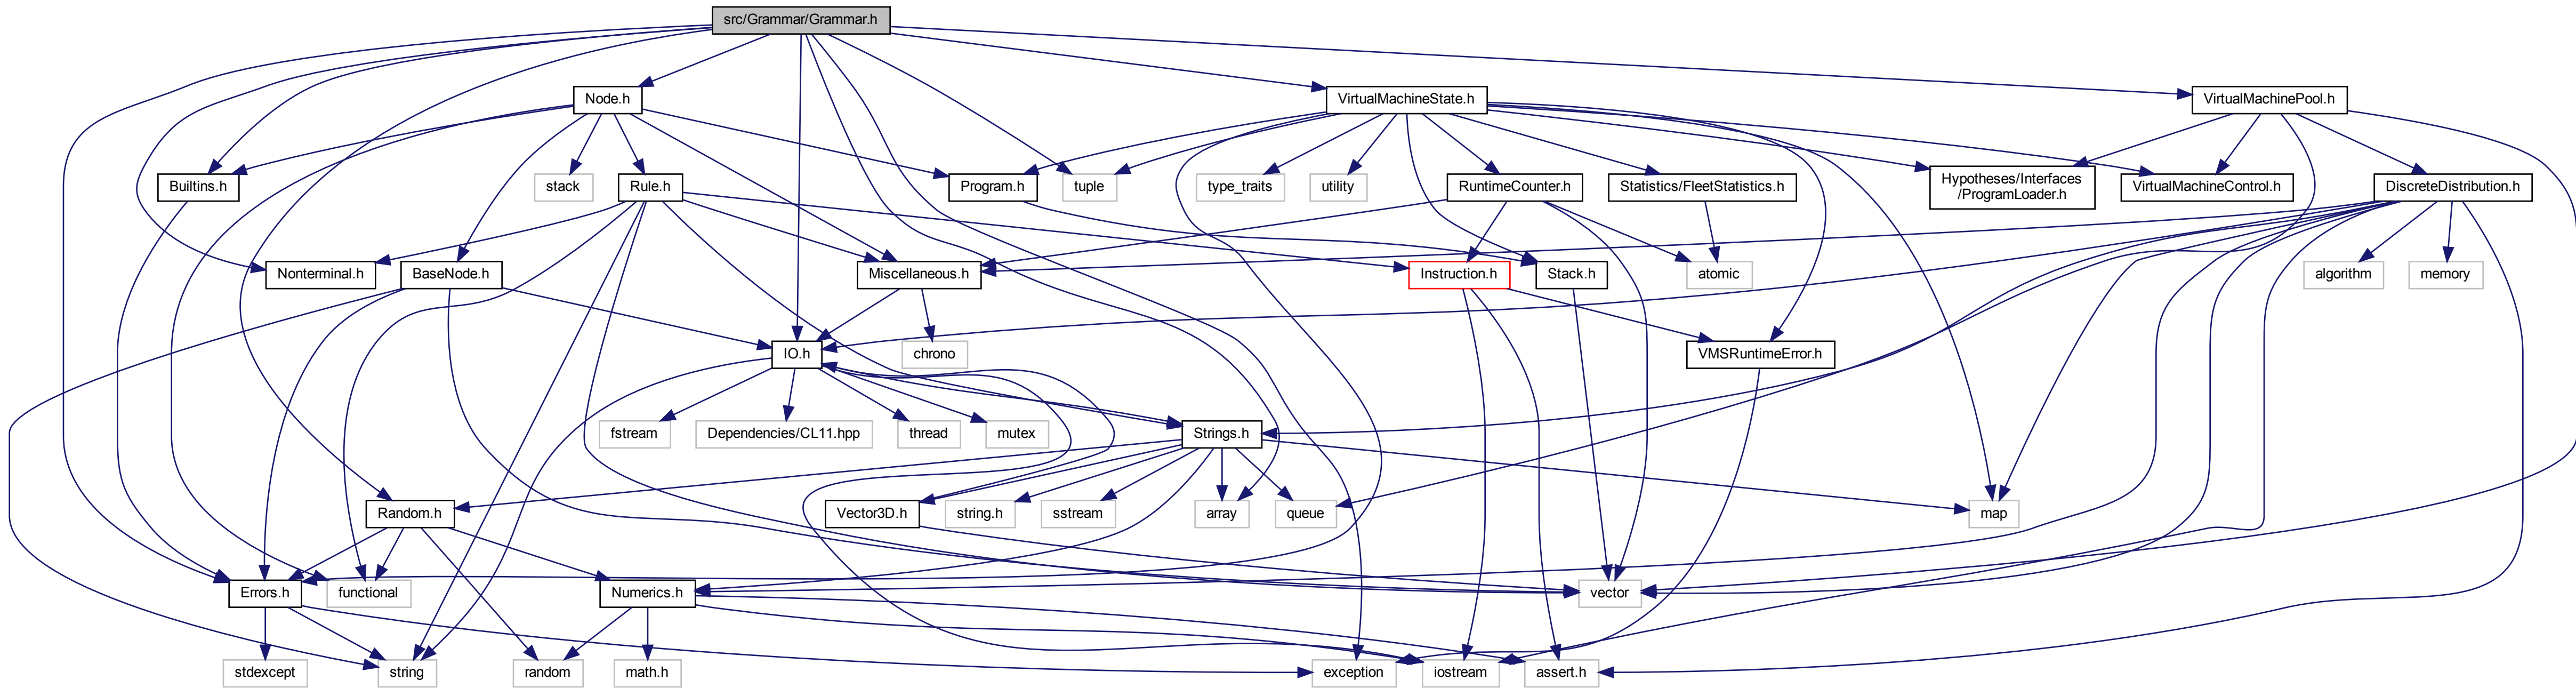 src/Grammar/Grammar.h
Node.h
VirtualMachineState.h
VirtualMachinePool.h
Builtins.h
stack
Rule.h
Program.h
tuple
type_traits
utility
RuntimeCounter.h
Statistics/FleetStatistics.h
Hypotheses/Interfaces
/ProgramLoader.h
VirtualMachineControl.h
DiscreteDistribution.h
Nonterminal.h
BaseNode.h
Miscellaneous.h
Instruction.h
Stack.h
atomic
algorithm
memory
IO.h
chrono
VMSRuntimeError.h
fstream
Dependencies/CL11.hpp
thread
mutex
Strings.h
Random.h
Vector3D.h
string.h
sstream
array
queue
map
Errors.h
functional
Numerics.h
vector
stdexcept
string
random
math.h
exception
iostream
assert.h